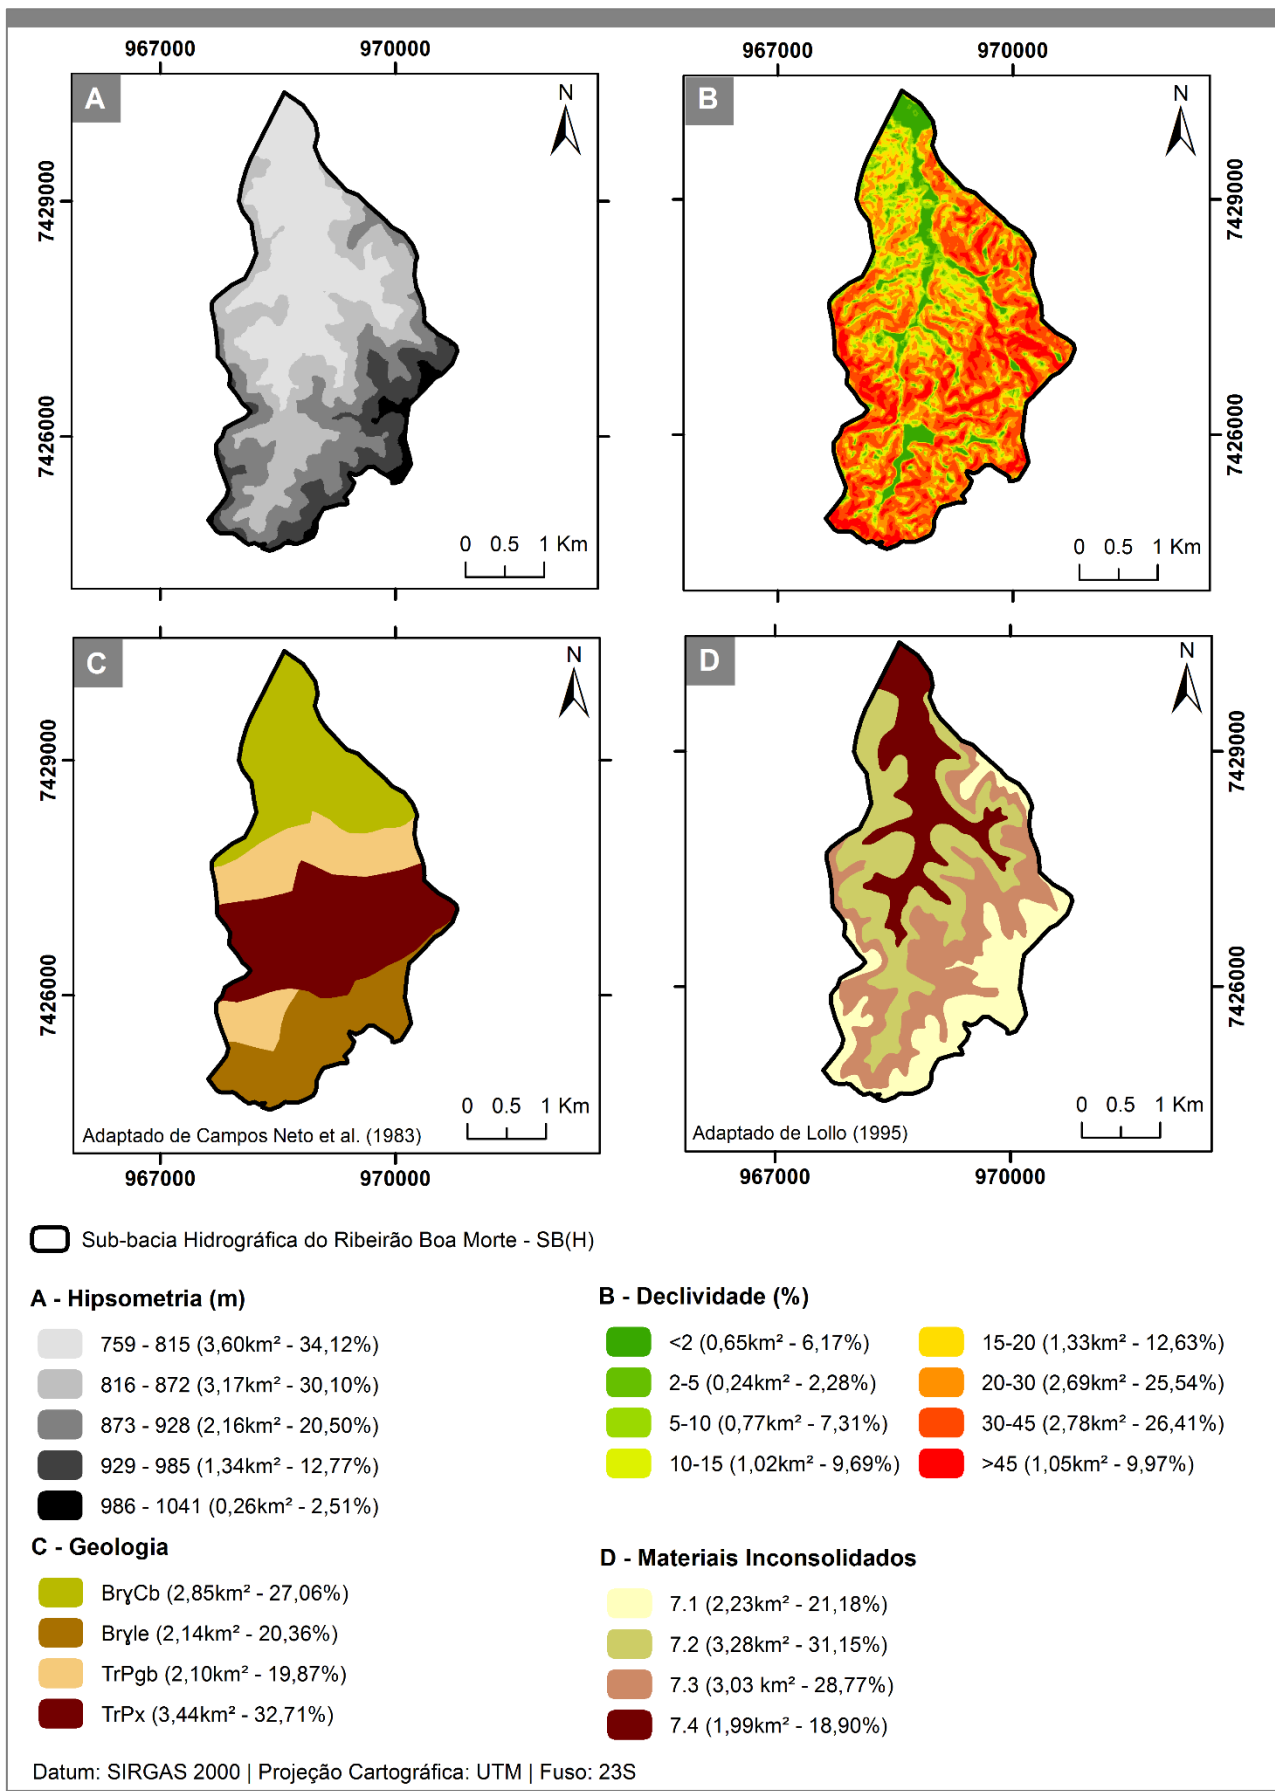 967000 970000
A
N
7429000
7426000
0 0.5 1 Km
967000 970000
B
N
7429000
7426000
0 0.5 1 Km
C
N
7429000
7426000
0 0.5 1 Km
Adaptado de Campos Neto et al. (1983)
967000 970000
D
N
7429000
7426000
0 0.5 1 Km
Adaptado de Lollo (1995)
967000 970000
Sub-bacia Hidrográfica do Ribeirão Boa Morte - SB(H)
A - Hipsometria (m)
759 - 815 (3,60km² - 34,12%)
816 - 872 (3,17km² - 30,10%)
873 - 928 (2,16km² - 20,50%)
929 - 985 (1,34km² - 12,77%)
986 - 1041 (0,26km² - 2,51%)
B - Declividade (%)
<2 (0,65km² - 6,17%)
2-5 (0,24km² - 2,28%)
5-10 (0,77km² - 7,31%)
10-15 (1,02km² - 9,69%)
15-20 (1,33km² - 12,63%)
20-30 (2,69km² - 25,54%)
30-45 (2,78km² - 26,41%)
>45 (1,05km² - 9,97%)
C - Geologia
BrɣCb (2,85km² - 27,06%)
Brɣle (2,14km² - 20,36%)
TrPgb (2,10km² - 19,87%)
TrPx (3,44km² - 32,71%)
D - Materiais Inconsolidados
7.1 (2,23km² - 21,18%)
7.2 (3,28km² - 31,15%)
7.3 (3,03 km² - 28,77%)
7.4 (1,99km² - 18,90%)
Datum: SIRGAS 2000 | Projeção Cartográfica: UTM | Fuso: 23S